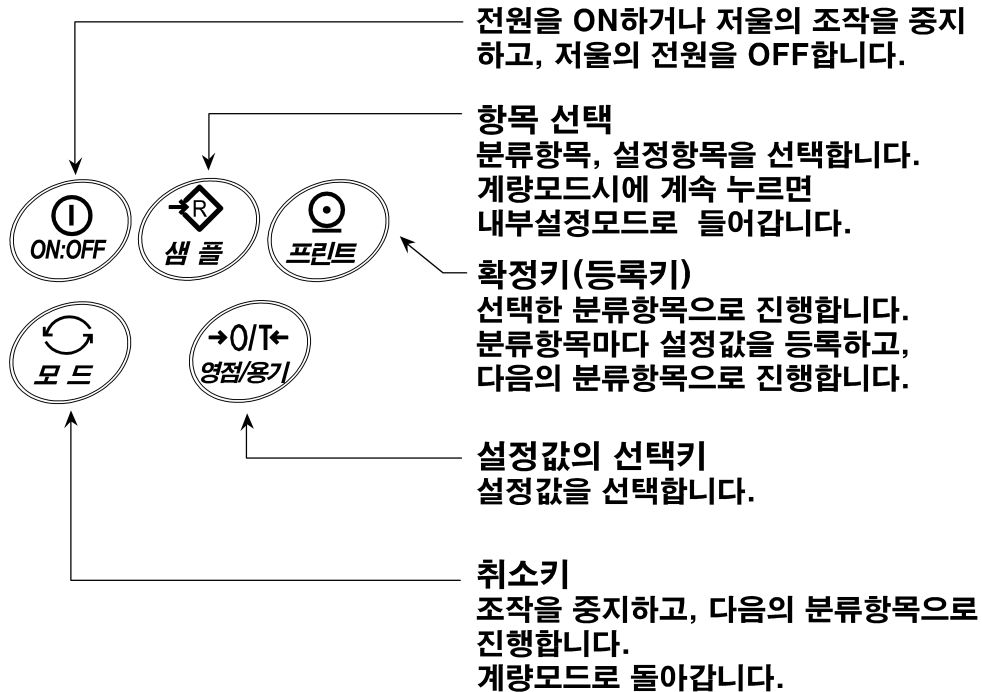 전원을 ON하거나 저울의 조작을 중지
하고, 저울의 전원을 OFF합니다.
항목 선택
분류항목, 설정항목을 선택합니다.
계량모드시에 계속 누르면
내부설정모드로 들어갑니다.
R
ON:OFF
샘 플
프린트
확정키(등록키)
선택한 분류항목으로 진행합니다.
분류항목마다 설정값을 등록하고,
다음의 분류항목으로 진행합니다.
모 드
→0/T←
영점/용기
설정값의 선택키
설정값을 선택합니다.
취소키
조작을 중지하고, 다음의 분류항목으로
진행합니다.
계량모드로 돌아갑니다.